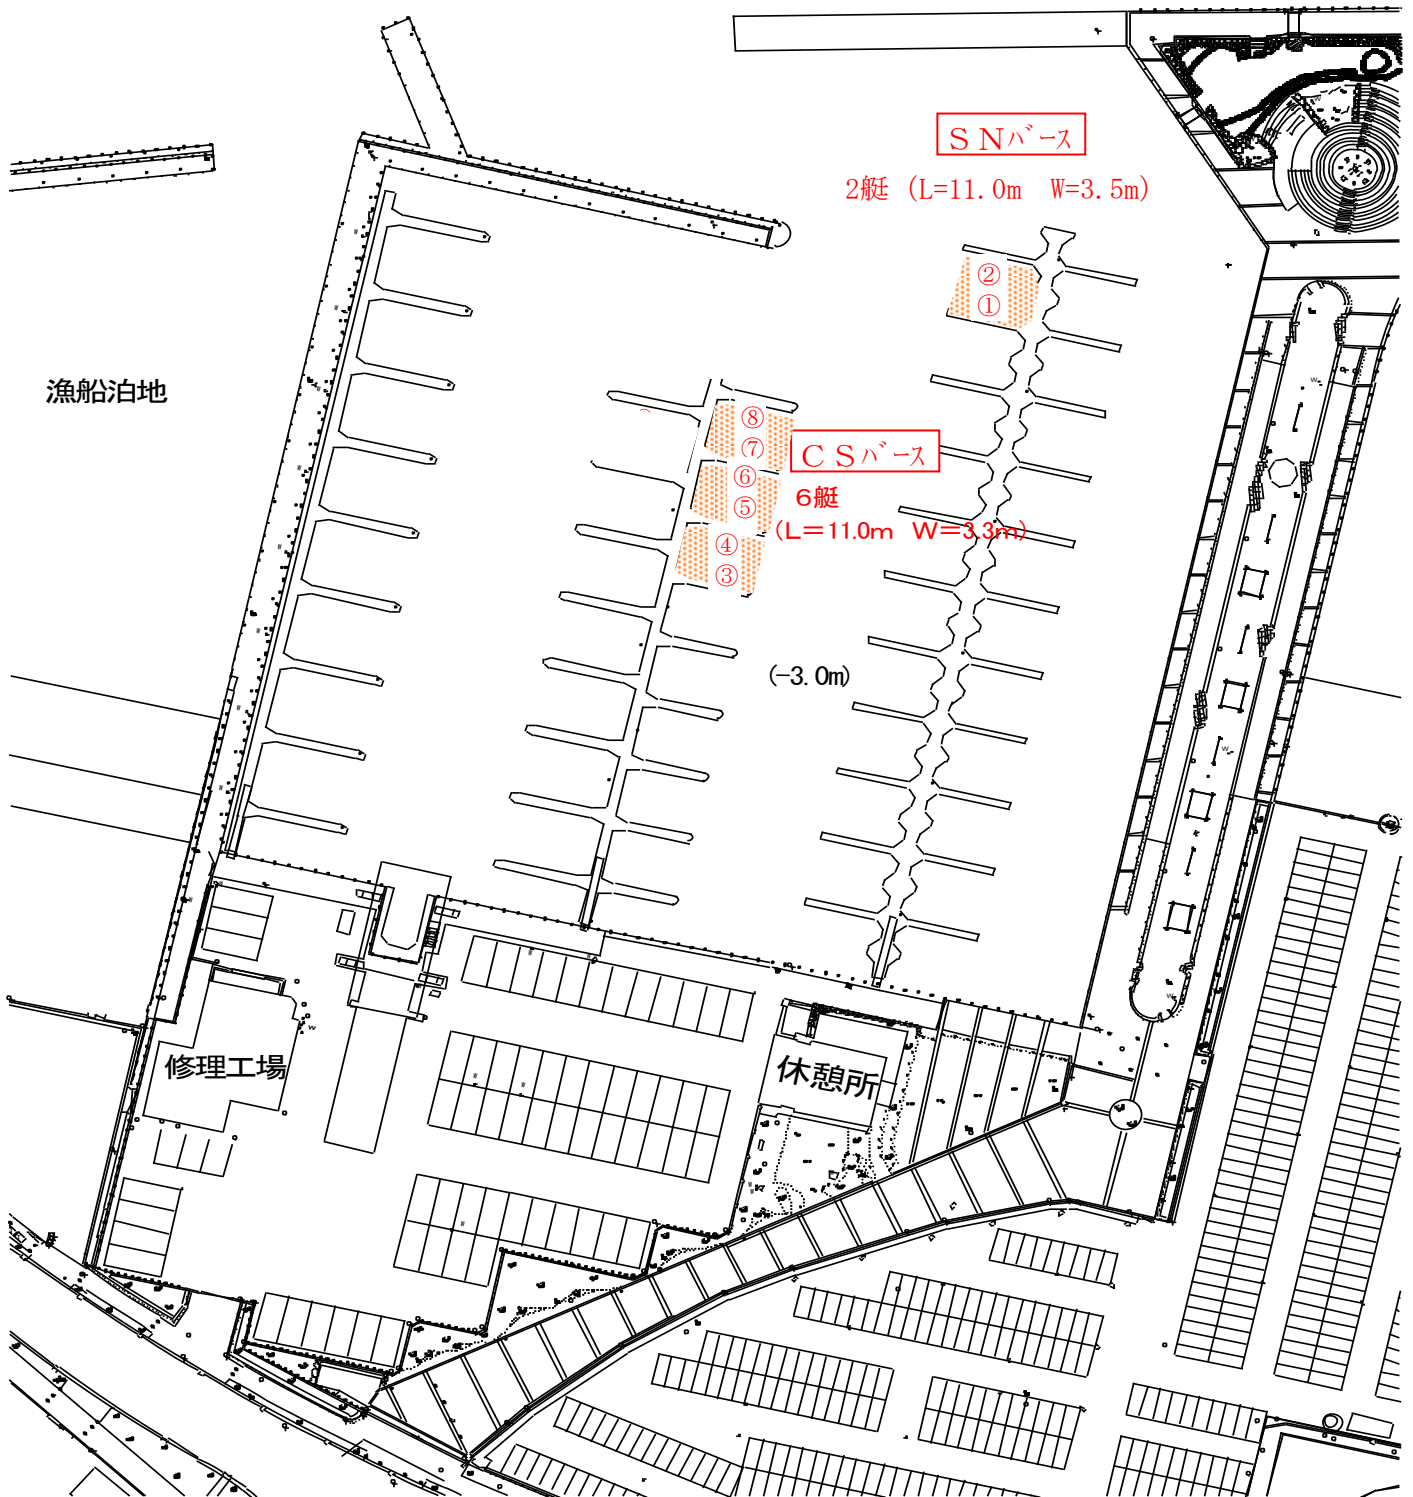 SNバース
2艇 (L=11.0m W=3.5m)
②
①
漁船泊地
⑧
⑦
CSバース
⑥
6艇
⑤
(L=11.0m W=3.3m)
④
③
(-3.0m)
修理工場
休憩所